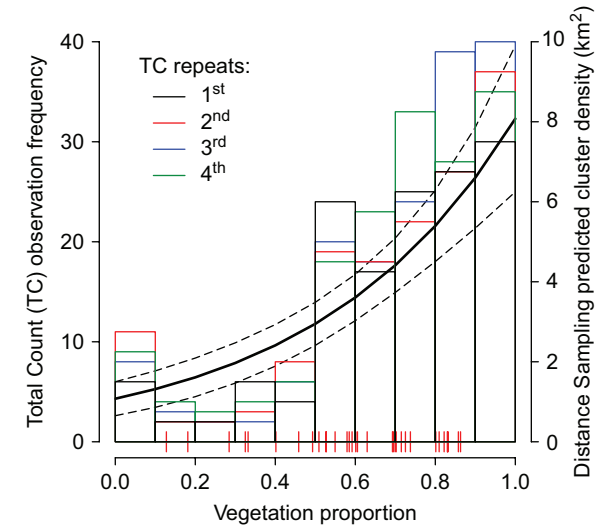 TC repeats:
1st
2nd
3rd
4th
Total Count (TC) observation frequency
40
30
20
10
0
Distance Sampling predicted cluster density (km²)
10
8
6
4
2
0
0.0 0.2 0.4 0.6 0.8 1.0
Vegetation proportion